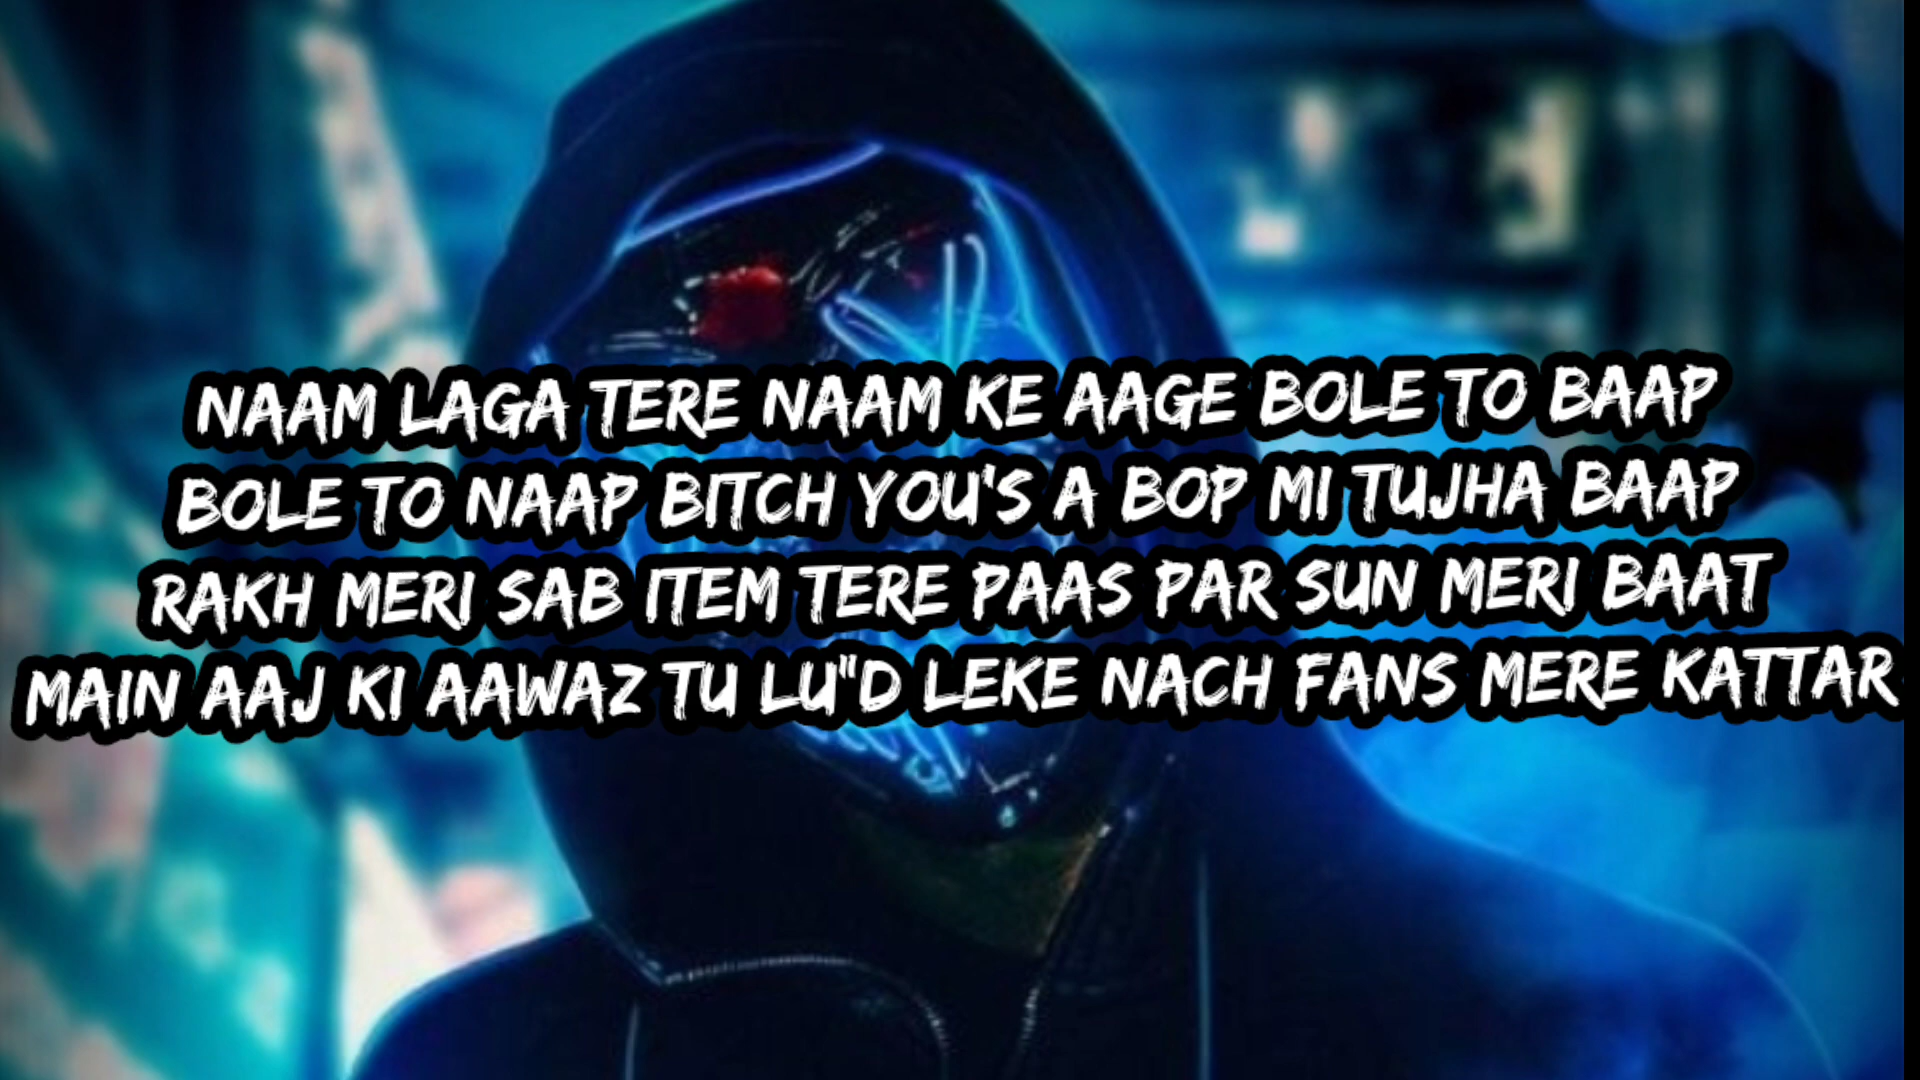 NAAM LAGA TERE NAAM KE AAGE BOLE TO BAAP
BOLE TO NAAP BITCH YOU'S A BOP MI TUJHA BAAP
RAKH MERI SAB ITEM TERE PAAS PAR SUN MERI BAAT
MAIN AAJ KI AAWAZ TU LU"D LEKE NACH FANS MERE KATTAR